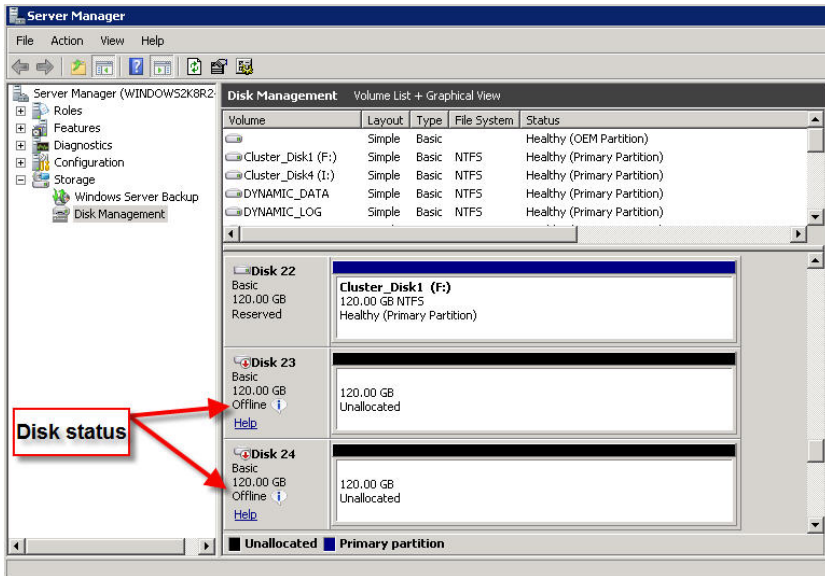 Server Manager
File Action View Help
Server Manager (WINDOWS2K8R2-
Roles
Features
Diagnostics
Configuration
Storage
Windows Server Backup
Disk Management
Disk Management Volume List + Graphical View
Volume Layout Type File System Status
Simple Basic Healthy (OEM Partition)
Cluster_Disk1 (F:) Simple Basic NTFS Healthy (Primary Partition)
Cluster_Disk4 (I:) Simple Basic NTFS Healthy (Primary Partition)
DYNAMIC_DATA Simple Basic NTFS Healthy (Primary Partition)
DYNAMIC_LOG Simple Basic NTFS Healthy (Primary Partition)
Disk 22
Basic
120.00 GB
Reserved
Cluster_Disk1 (F:)
120.00 GB NTFS
Healthy (Primary Partition)
Disk 23
Basic
120.00 GB
Offline
Help
120.00 GB
Unallocated
Disk status
Disk 24
Basic
120.00 GB
Offline
Help
120.00 GB
Unallocated
Unallocated Primary partition